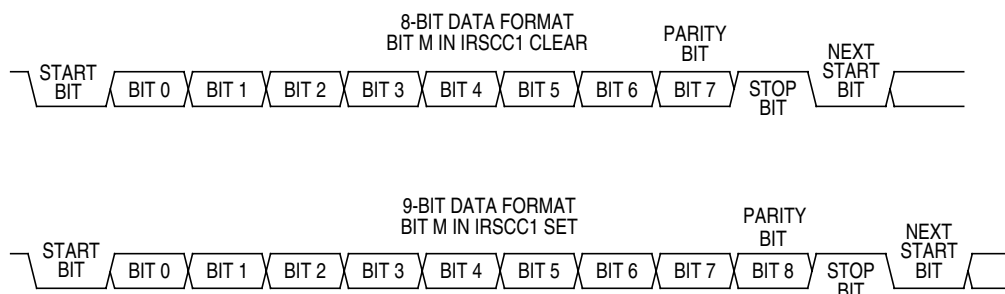 8-BIT DATA FORMAT
BIT M IN IRSCC1 CLEAR
PARITY
BIT
START
BIT
BIT 0
BIT 1
BIT 2
BIT 3
BIT 4
BIT 5
BIT 6
BIT 7
STOP
BIT
NEXT
START
BIT
9-BIT DATA FORMAT
BIT M IN IRSCC1 SET
PARITY
BIT
START
BIT
BIT 0
BIT 1
BIT 2
BIT 3
BIT 4
BIT 5
BIT 6
BIT 7
BIT 8
STOP
BIT
NEXT
START
BIT